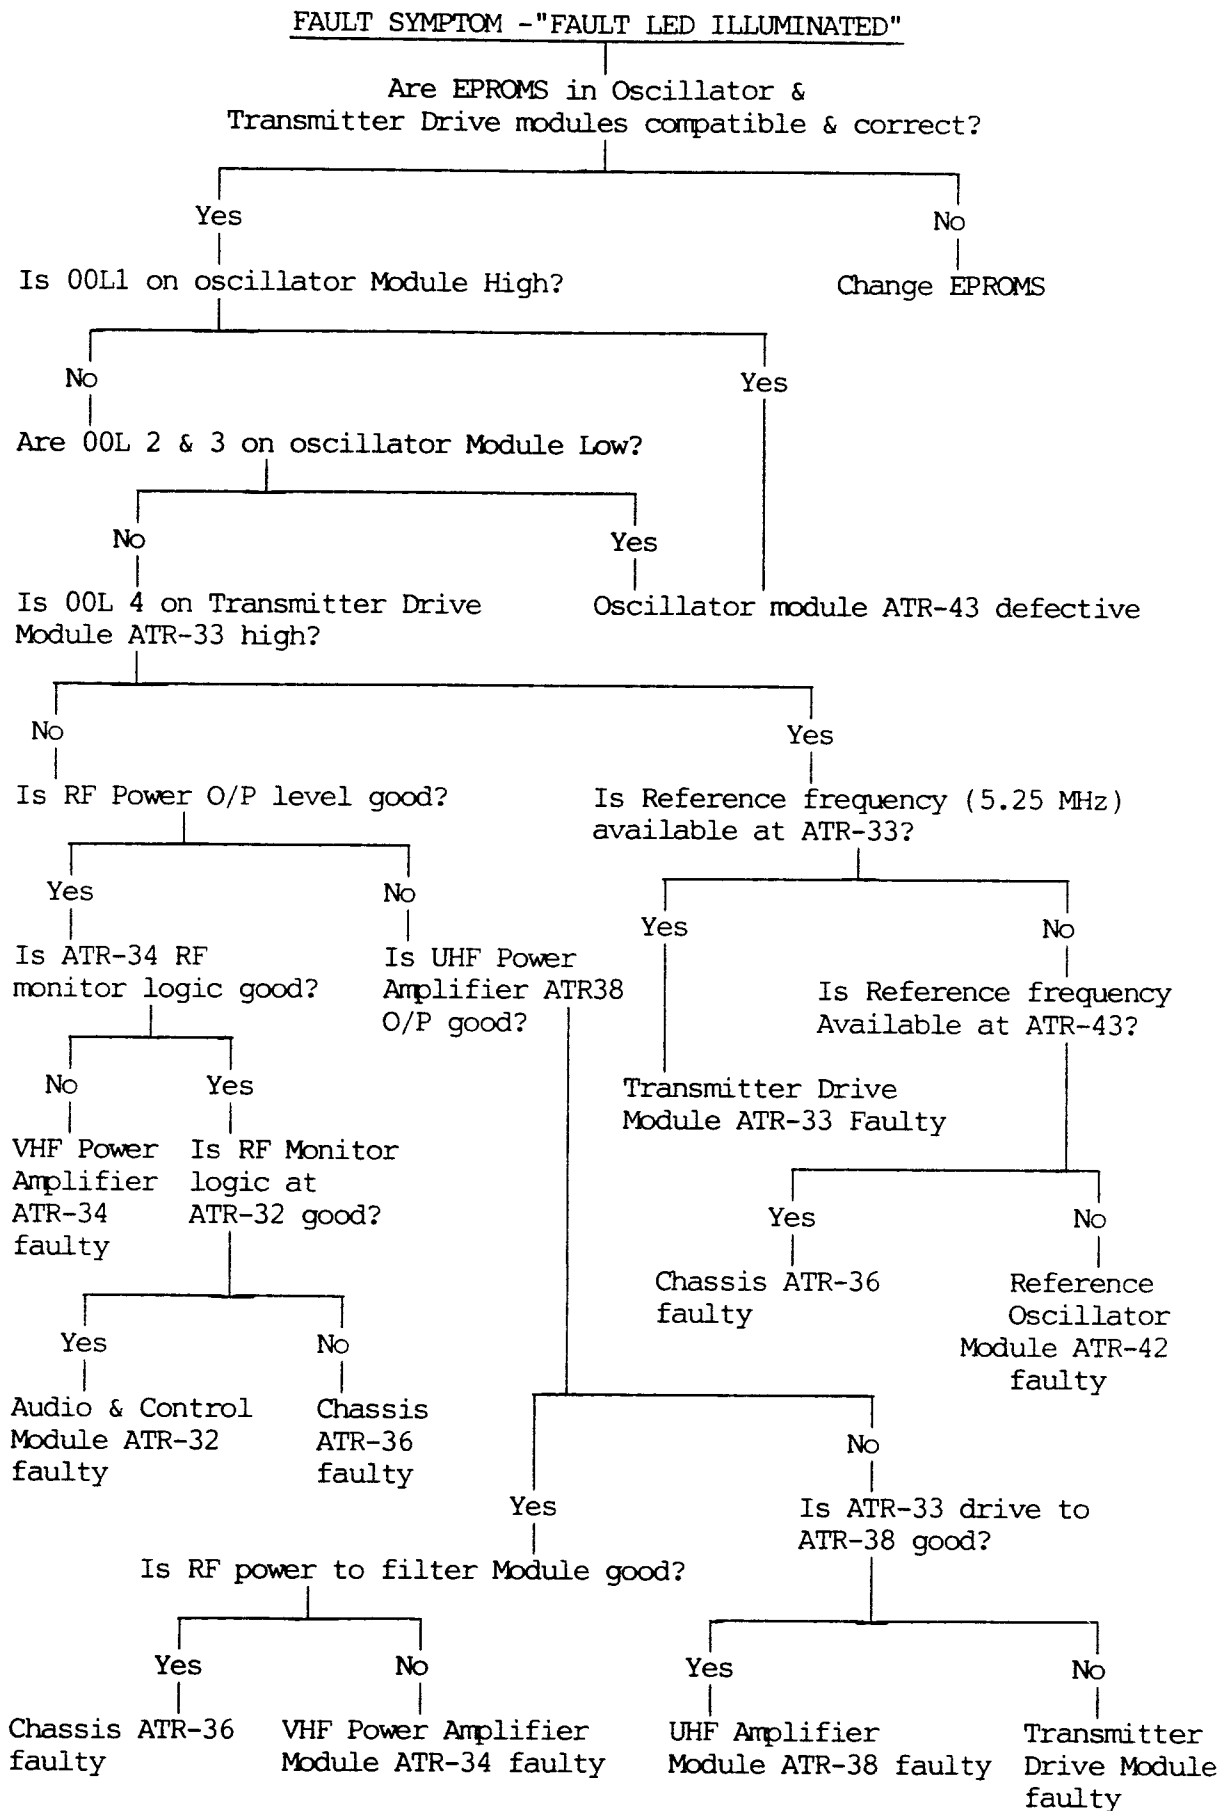 FAULT SYMPTOM -"FAULT LED ILLUMINATED"
Are EPROMS in Oscillator &
Transmitter Drive modules compatible & correct?
Yes
No
Is OOL1 on oscillator Module High?
Change EPROMS
No
Yes
Are OOL 2 & 3 on oscillator Module Low?
No
Yes
Is OOL 4 on Transmitter Drive
Module ATR-33 high?
Oscillator module ATR-43 defective
No
Yes
Is RF Power O/P level good?
Is Reference frequency (5.25 MHz)
available at ATR-33?
Yes
No
Yes
No
Is ATR-34 RF
monitor logic good?
Is UHF Power
Amplifier ATR38
O/P good?
Is Reference frequency
Available at ATR-43?
No
Yes
Transmitter Drive
Module ATR-33 Faulty
VHF Power
Amplifier
ATR-34
faulty
Is RF Monitor
logic at
ATR-32 good?
Yes
No
Chassis ATR-36
faulty
Reference
Oscillator
Module ATR-42
faulty
Yes
No
Audio & Control
Module ATR-32
faulty
Chassis
ATR-36
faulty
Yes
No
Is ATR-33 drive to
ATR-38 good?
Is RF power to filter Module good?
Yes
No
Yes
No
Chassis ATR-36
faulty
VHF Power Amplifier
Module ATR-34 faulty
UHF Amplifier
Module ATR-38 faulty
Transmitter
Drive Module
faulty